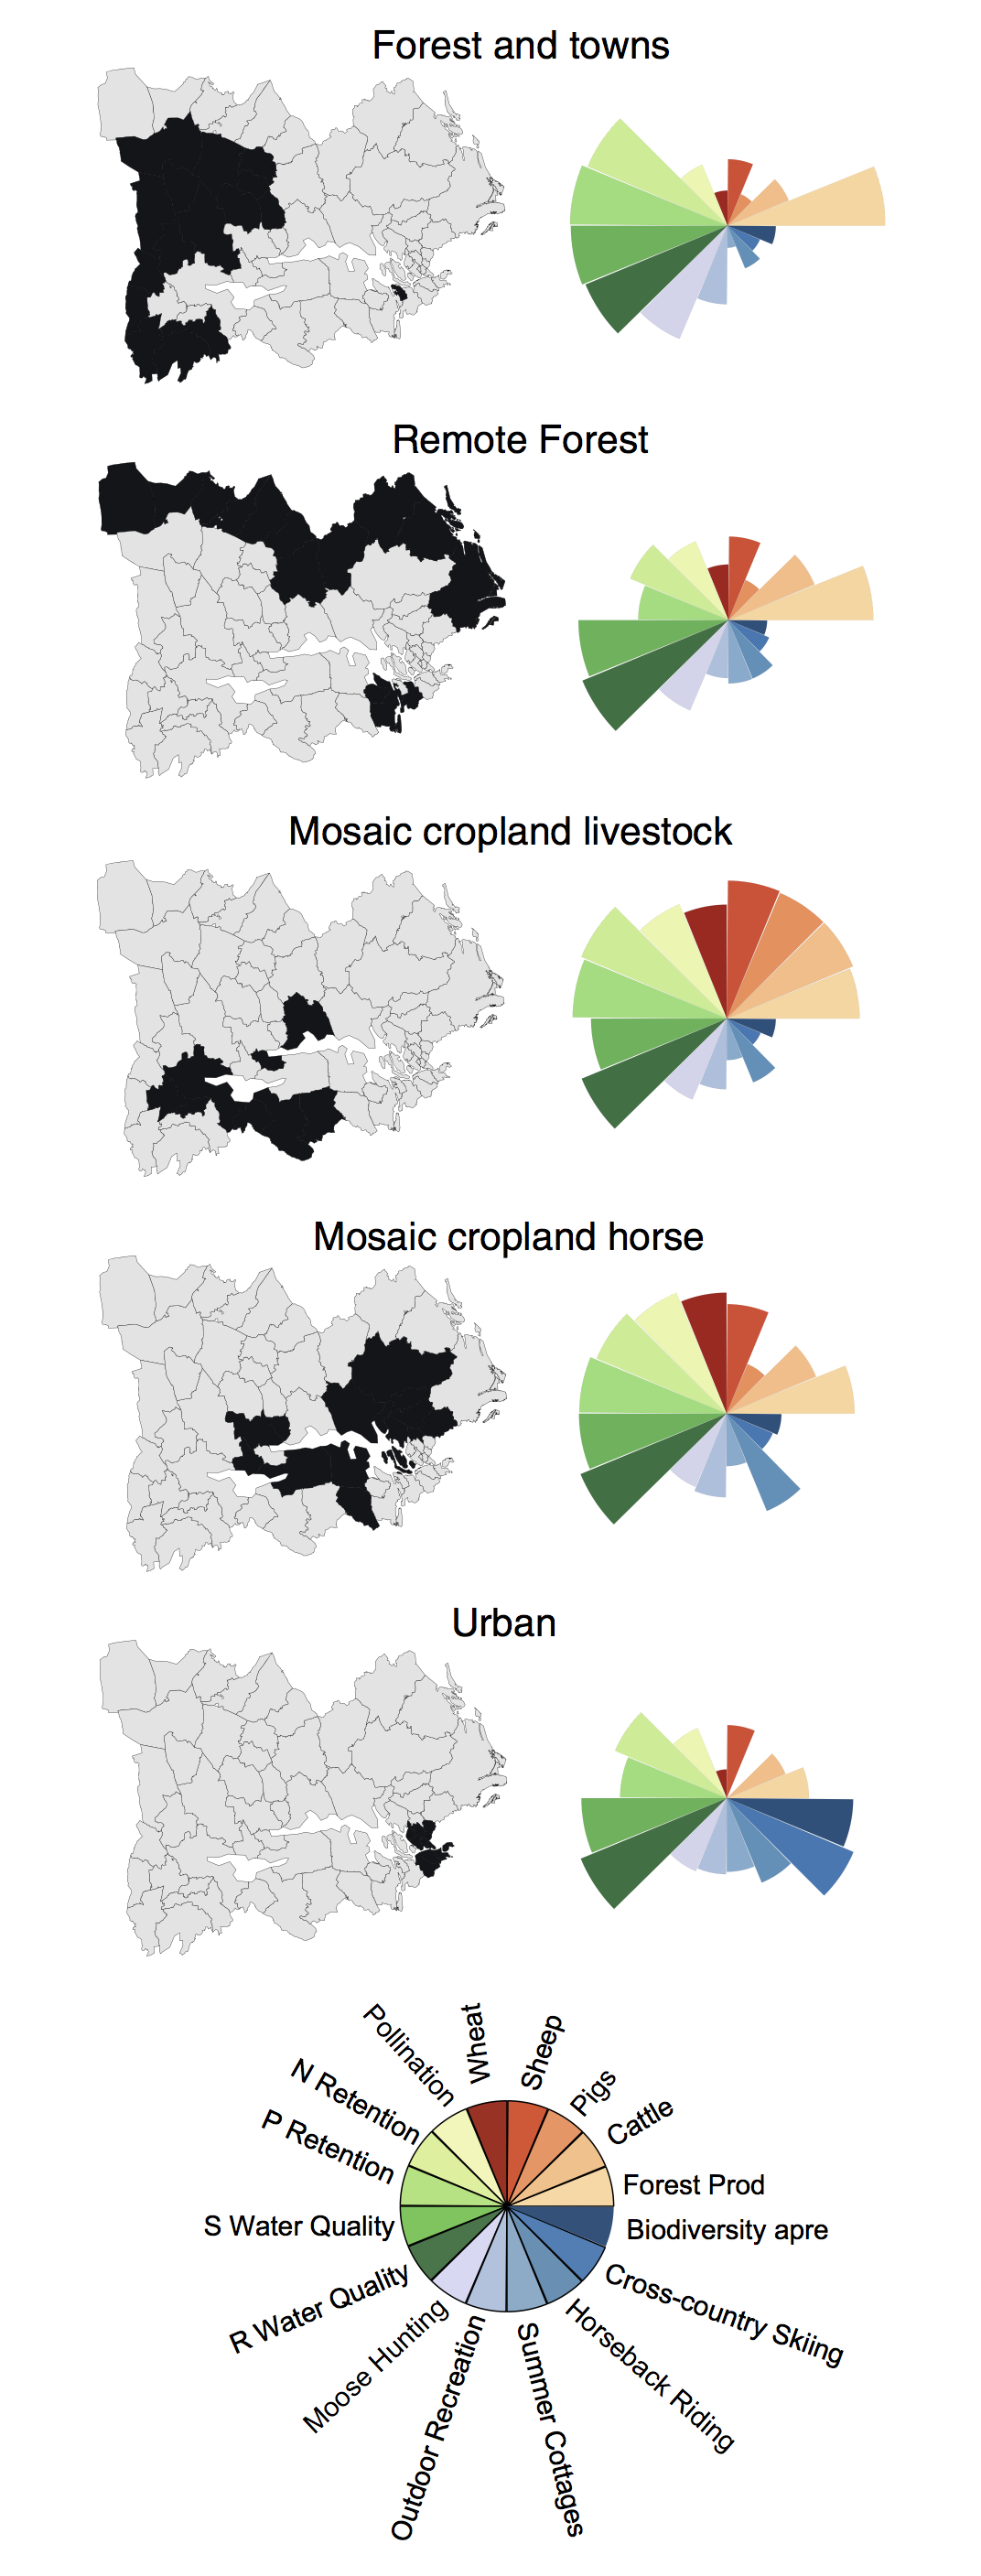 Forest and towns
Remote Forest
Mosaic cropland livestock
Mosaic cropland horse
Urban
Wheat
Sheep
Pollination
Pigs
N Retention
Cattle
P Retention
Forest Prod
S Water Quality
Biodiversity apre
R Water Quality
Cross-country Skiing
Moose Hunting
Horseback Riding
Outdoor Recreation
Summer Cottages